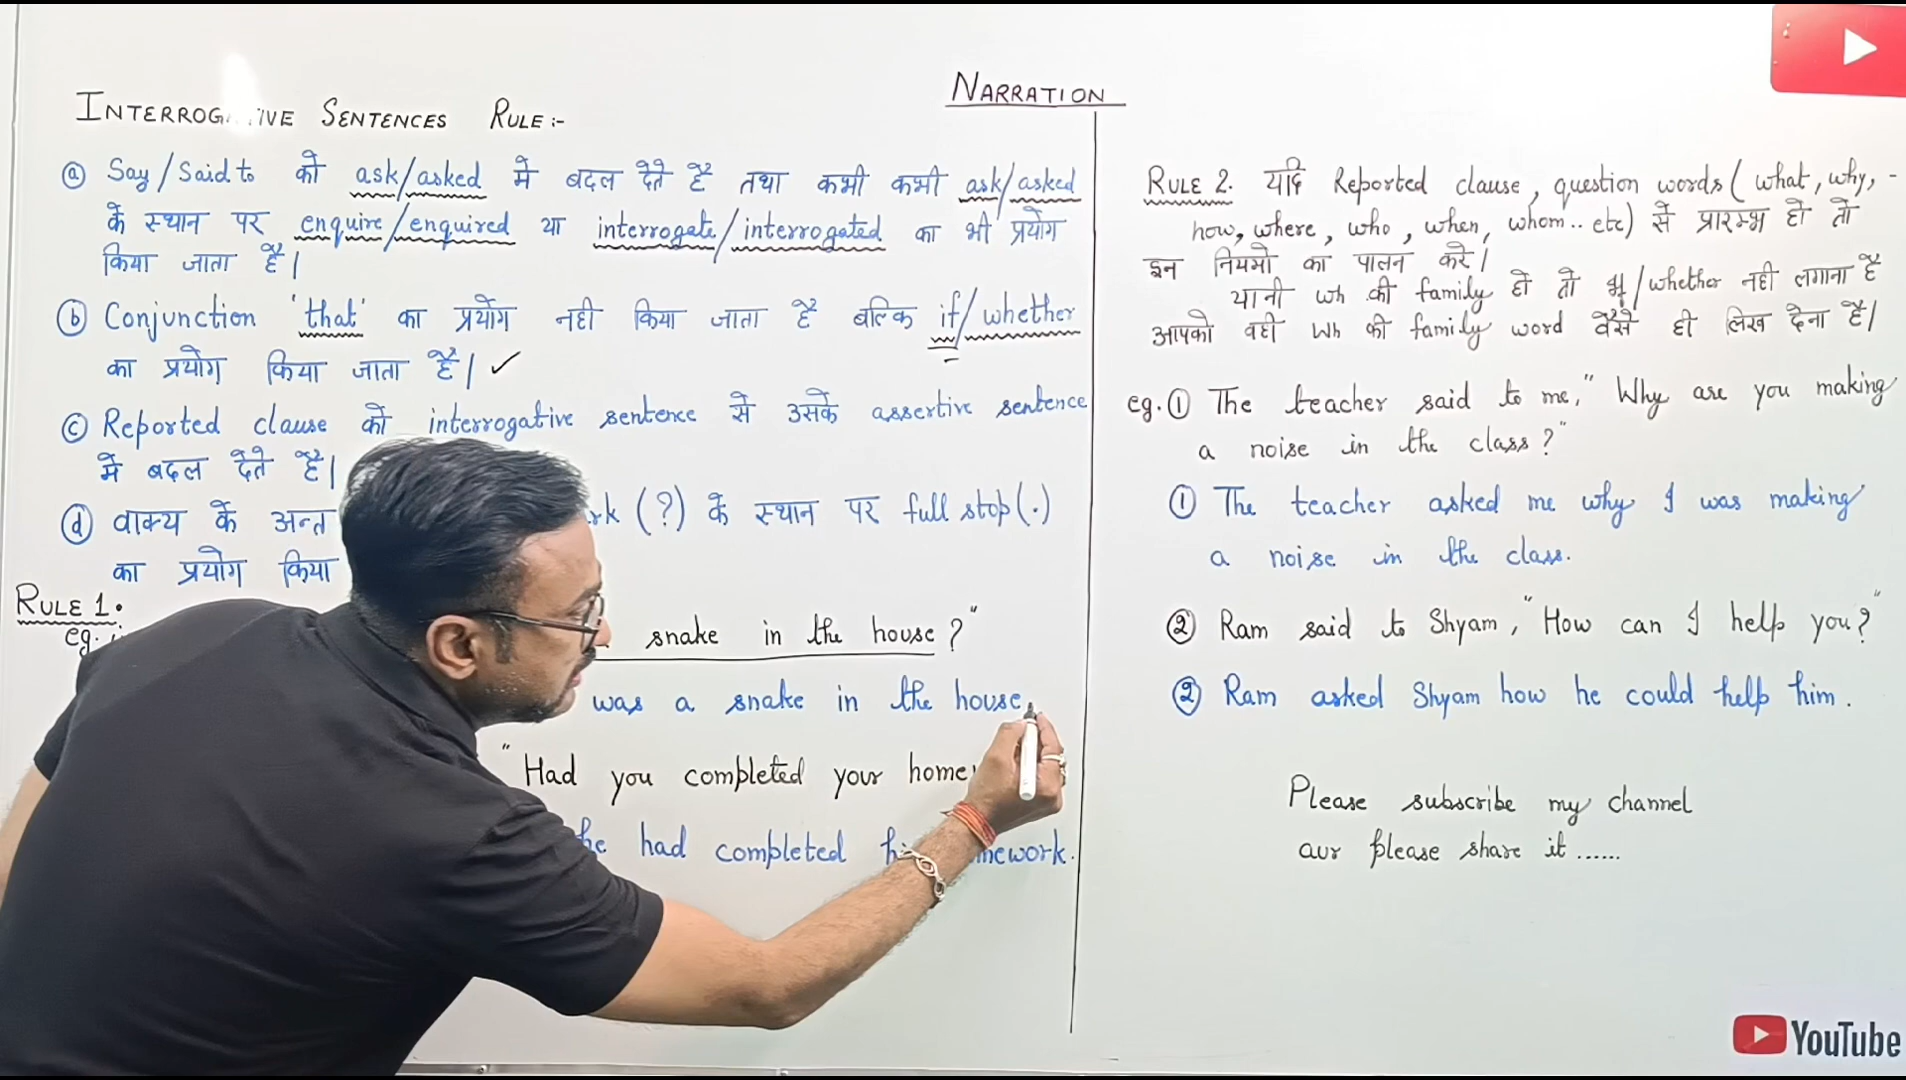 NARRATION
INTERROG IVE SENTENCES RULE :-
ⓐ Say/Said to को ask/asked मे बदल देते है तथा कभी कभी ask/asked
के स्थान पर enquire/enquired या interrogate/interrogated का भी प्रयोग
किया जाता है।
ⓑ Conjunction 'that' का प्रयोग नही किया जाता है बल्कि if/whether
का प्रयोग किया जाता है। ✓
ⓒ Reported clause को interrogative sentence से उसके assertive sentence
मे बदल देते है।
ⓓ वाक्य के अन्त rk (?) के स्थान पर full stop (.)
का प्रयोग किया
RULE 1:
eg.
snake in the house?"
was a snake in the house.
"Had you completed your home
he had completed h mework.
RULE 2. यदि Reported clause, question words (what, why, -
how, where, who, when, whom.. etc) से प्रारम्भ हो तो
इन नियमो का पालन करे।
यानी wh की family हो तो if/whether नही लगाना है
आपको वही Wh की family word वैसे ही लिख देना है।
eg. ① The teacher said to me," Why are you making
a noise in the class?"
① The teacher asked me why I was making
a noise in the class.
② Ram said to Shyam, "How can I help you?"
② Ram asked Shyam how he could help him.
Please subscribe my channel
aur please share it ......
YouTube